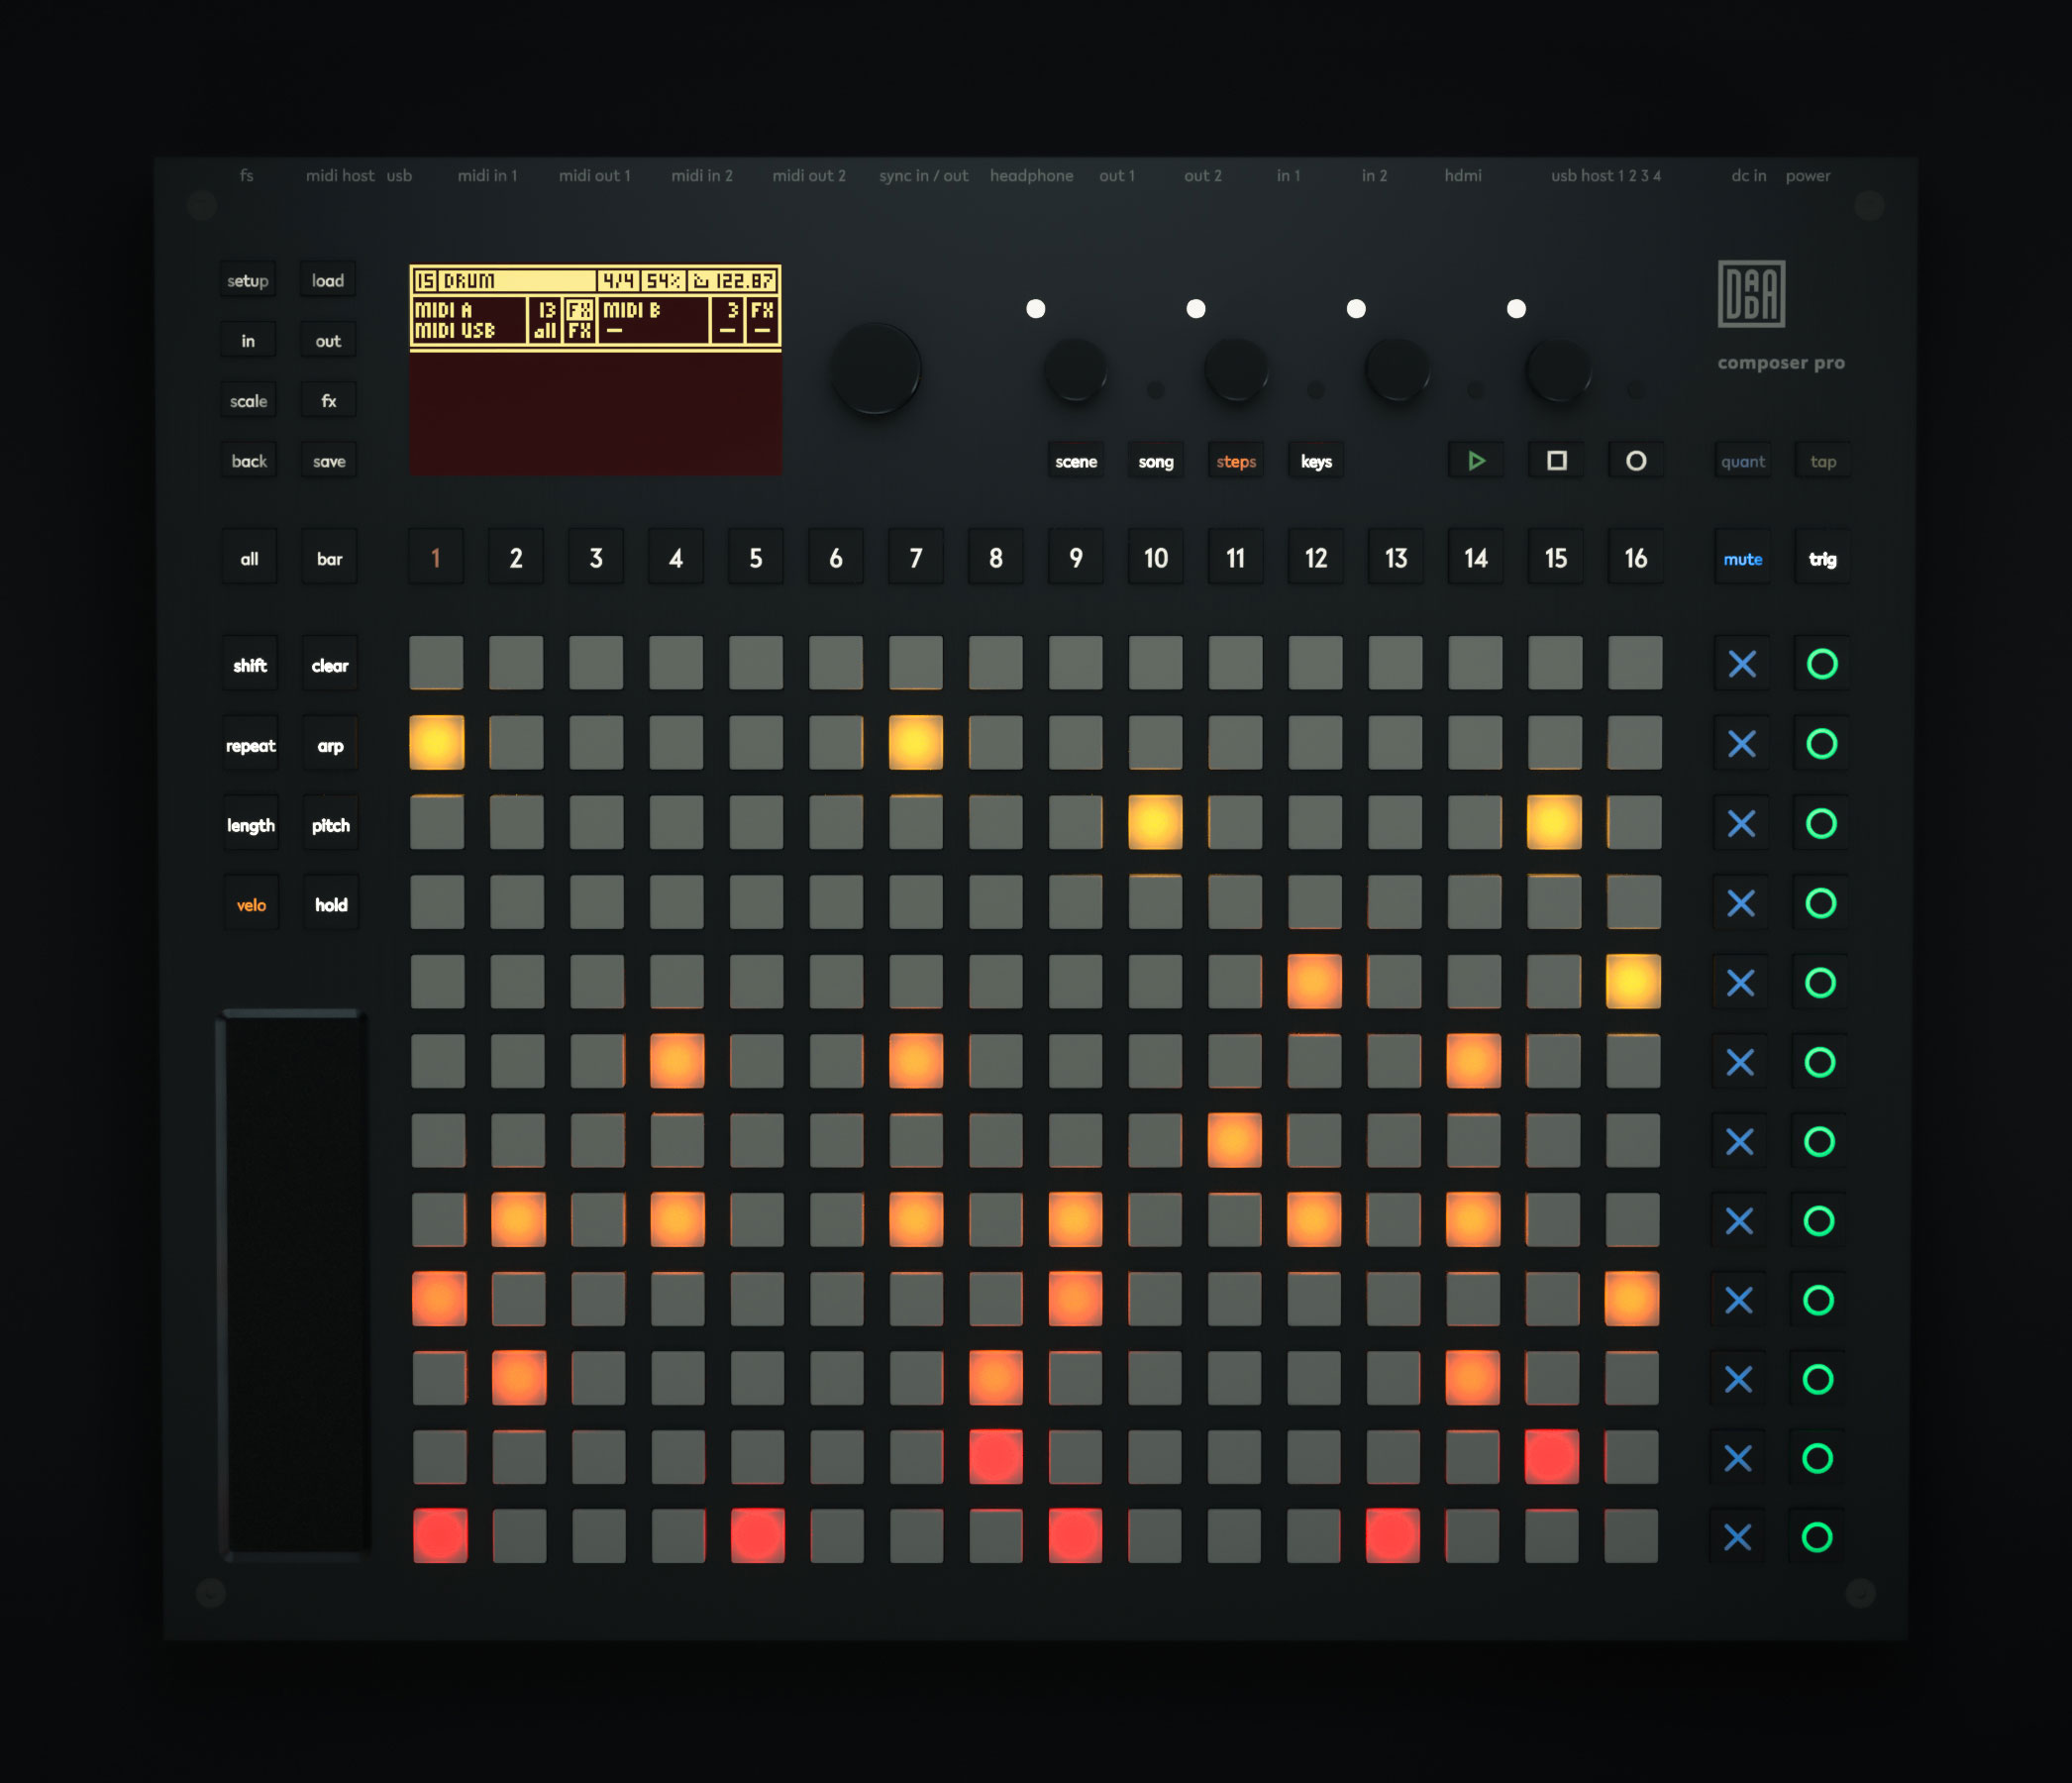 fs midi host usb midi in 1 midi out 1 midi in 2 midi out 2 sync in / out headphone out 1 out 2 in 1 in 2 hdmi usb host 1 2 3 4 dc in power
setup load
in out
scale fx
back save
15 DRUM 4/4 54% 122.87
MIDI A 13 FX MIDI B 3 FX
MIDI USB all FX – – –
DADA
composer pro
scene song steps keys
quant tap
all bar 1 2 3 4 5 6 7 8 9 10 11 12 13 14 15 16 mute trig
shift clear
repeat arp
length pitch
velo hold